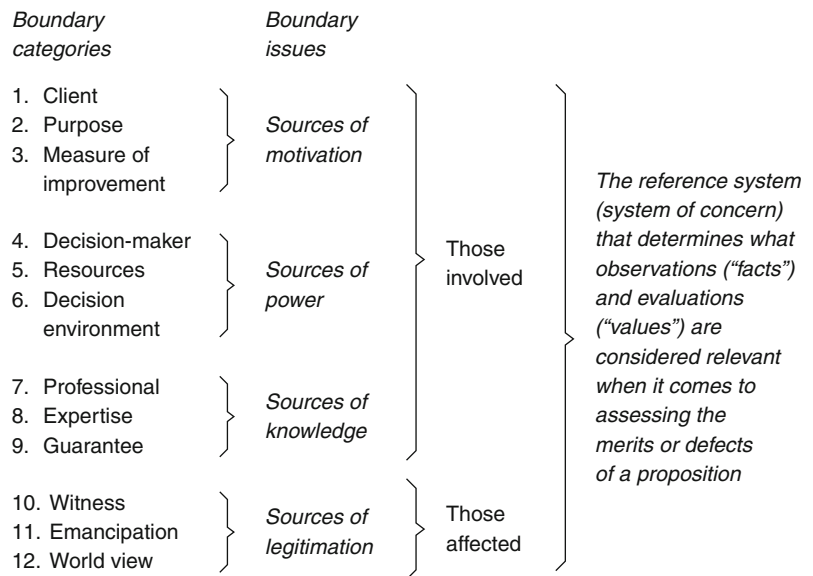 Boundary categories
Boundary issues
1. Client
2. Purpose
3. Measure of
improvement
Sources of
motivation
4. Decision-maker
5. Resources
6. Decision
environment
Sources of
power
7. Professional
8. Expertise
9. Guarantee
Sources of
knowledge
Those
involved
10. Witness
11. Emancipation
12. World view
Sources of
legitimation
Those
affected
The reference system
(system of concern)
that determines what
observations (“facts”)
and evaluations
(“values”) are
considered relevant
when it comes to
assessing the
merits or defects
of a proposition